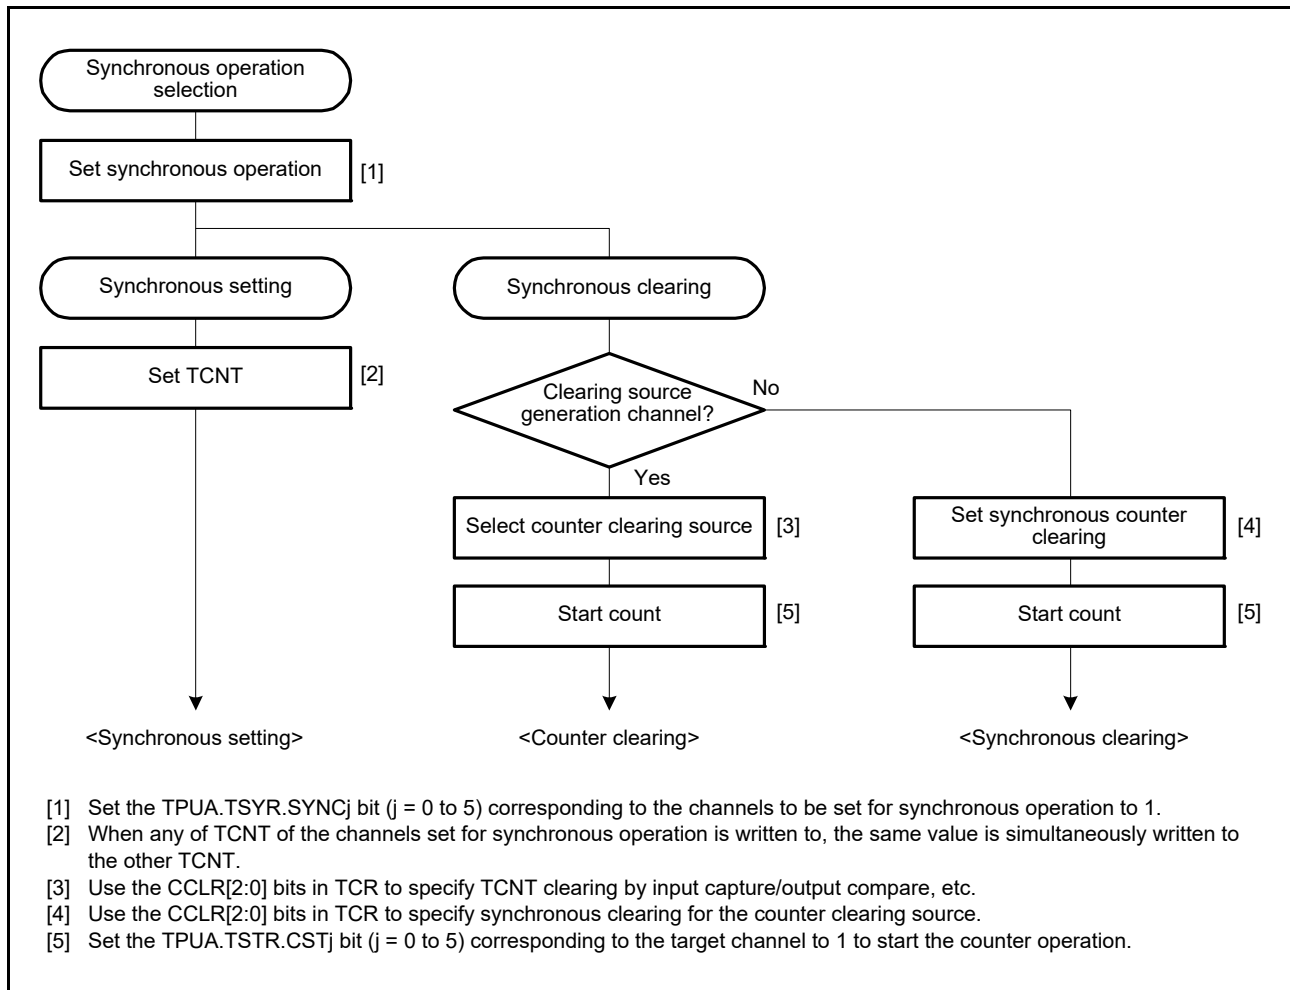 Synchronous operation
selection
Set synchronous operation [1]
Synchronous setting
Synchronous clearing
Set TCNT [2]
Clearing source
generation channel?
No
Yes
Select counter clearing source [3]
Set synchronous counter
clearing
[4]
Start count [5]
Start count [5]
<Synchronous setting>
<Counter clearing>
<Synchronous clearing>
[1] Set the TPUA.TSYR.SYNCj bit (j = 0 to 5) corresponding to the channels to be set for synchronous operation to 1.
[2] When any of TCNT of the channels set for synchronous operation is written to, the same value is simultaneously written to
the other TCNT.
[3] Use the CCLR[2:0] bits in TCR to specify TCNT clearing by input capture/output compare, etc.
[4] Use the CCLR[2:0] bits in TCR to specify synchronous clearing for the counter clearing source.
[5] Set the TPUA.TSTR.CSTj bit (j = 0 to 5) corresponding to the target channel to 1 to start the counter operation.